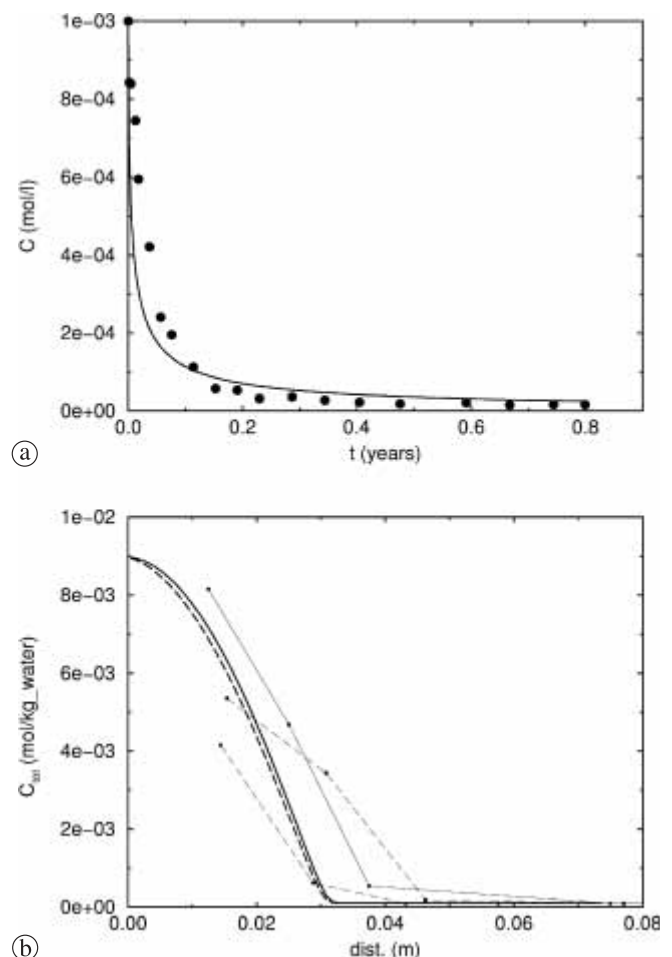 1e−03
8e−04
6e−04
4e−04
2e−04
0e+00
C (mol/l)
0.0 0.2 0.4 0.6 0.8
t (years)
a
1e−02
8e−03
6e−03
4e−03
2e−03
0e+00
C_tot (mol/kg_water)
0.00 0.02 0.04 0.06 0.08
dist. (m)
b